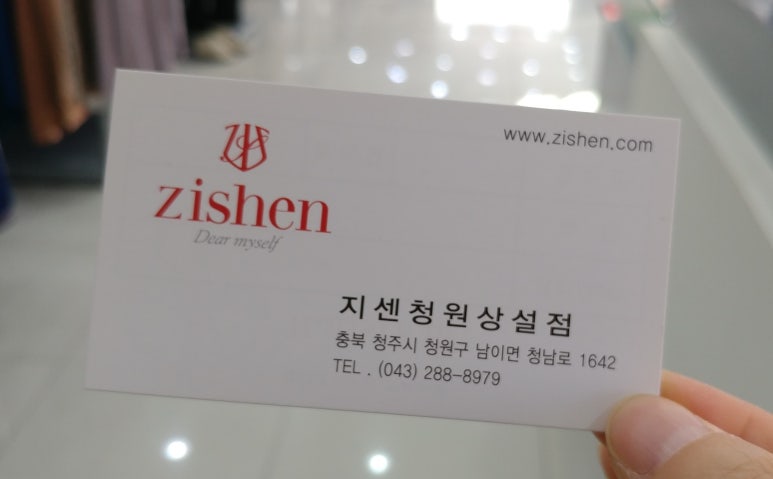 www.zishen.com
zishen
Dear myself
지센청원상설점
충북 청주시 청원구 남이면 청남로 1642
TEL . (043) 288-8979